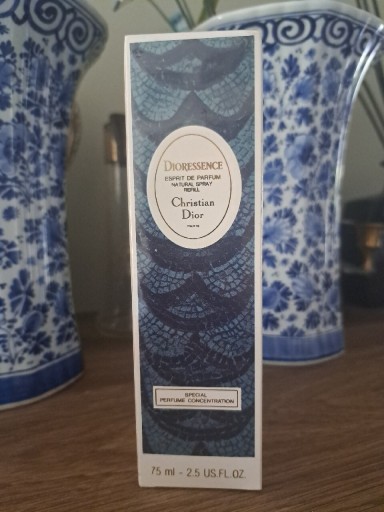 DIORESSENCE
ESPRIT DE PARFUM
NATURAL SPRAY
REFILL
Christian
Dior
PARIS
SPECIAL
PERFUME CONCENTRATION
75 ml - 2.5 US.FL.OZ.